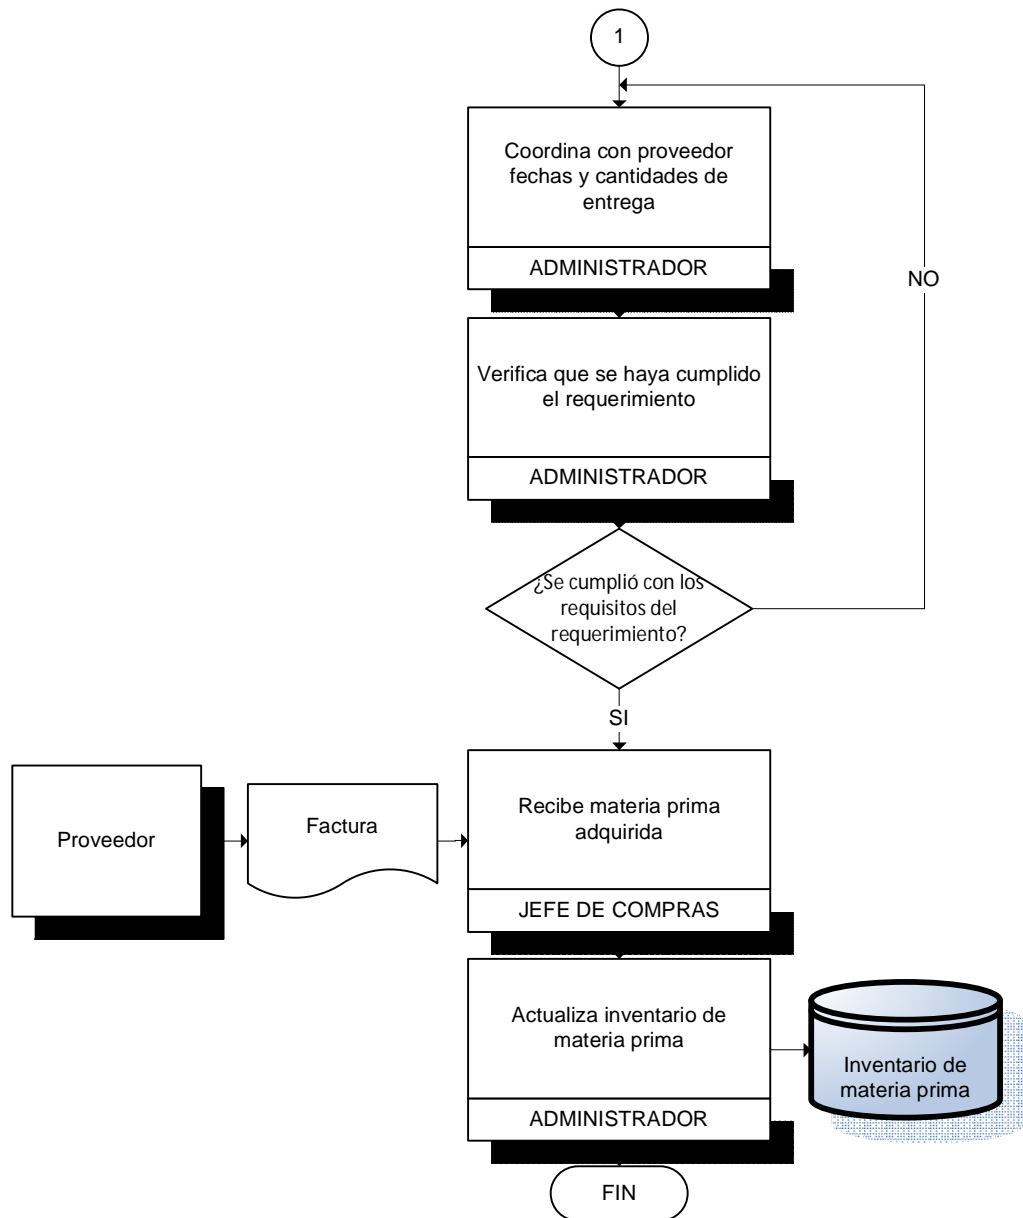 1
Coordina con proveedor
fechas y cantidades de
entrega
ADMINISTRADOR
NO
Verifica que se haya cumplido
el requerimiento
ADMINISTRADOR
¿Se cumplió con los
requisitos del
requerimiento?
SI
Proveedor
Factura
Recibe materia prima
adquirida
JEFE DE COMPRAS
Actualiza inventario de
materia prima
ADMINISTRADOR
Inventario de
materia prima
FIN